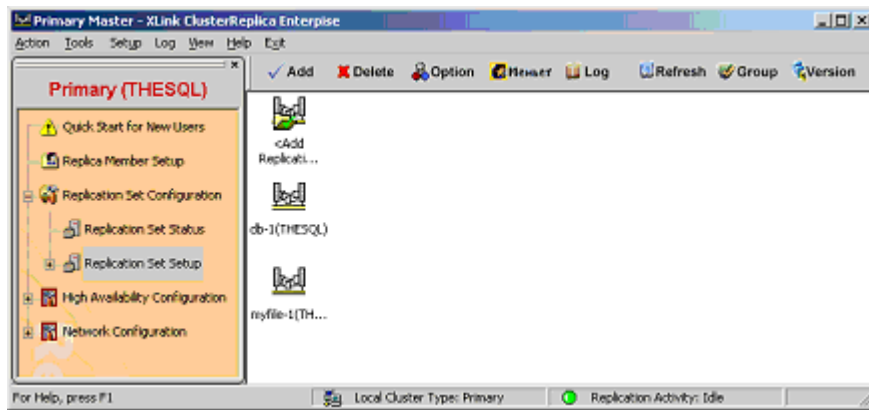 Primary Master - XLink ClusterReplica Enterpise
Action Tools Setup Log View Help Exit
Primary (THESQL)
Add Delete Option Member Log Refresh Group Version
Quick Start for New Users
Replica Member Setup
Replication Set Configuration
Replication Set Status
Replication Set Setup
High Availability Configuration
Network Configuration
<Add
Replicati...
db-1(THESQL)
myfile-1(TH...
For Help, press F1
Local Cluster Type: Primary
Replication Activity: Idle